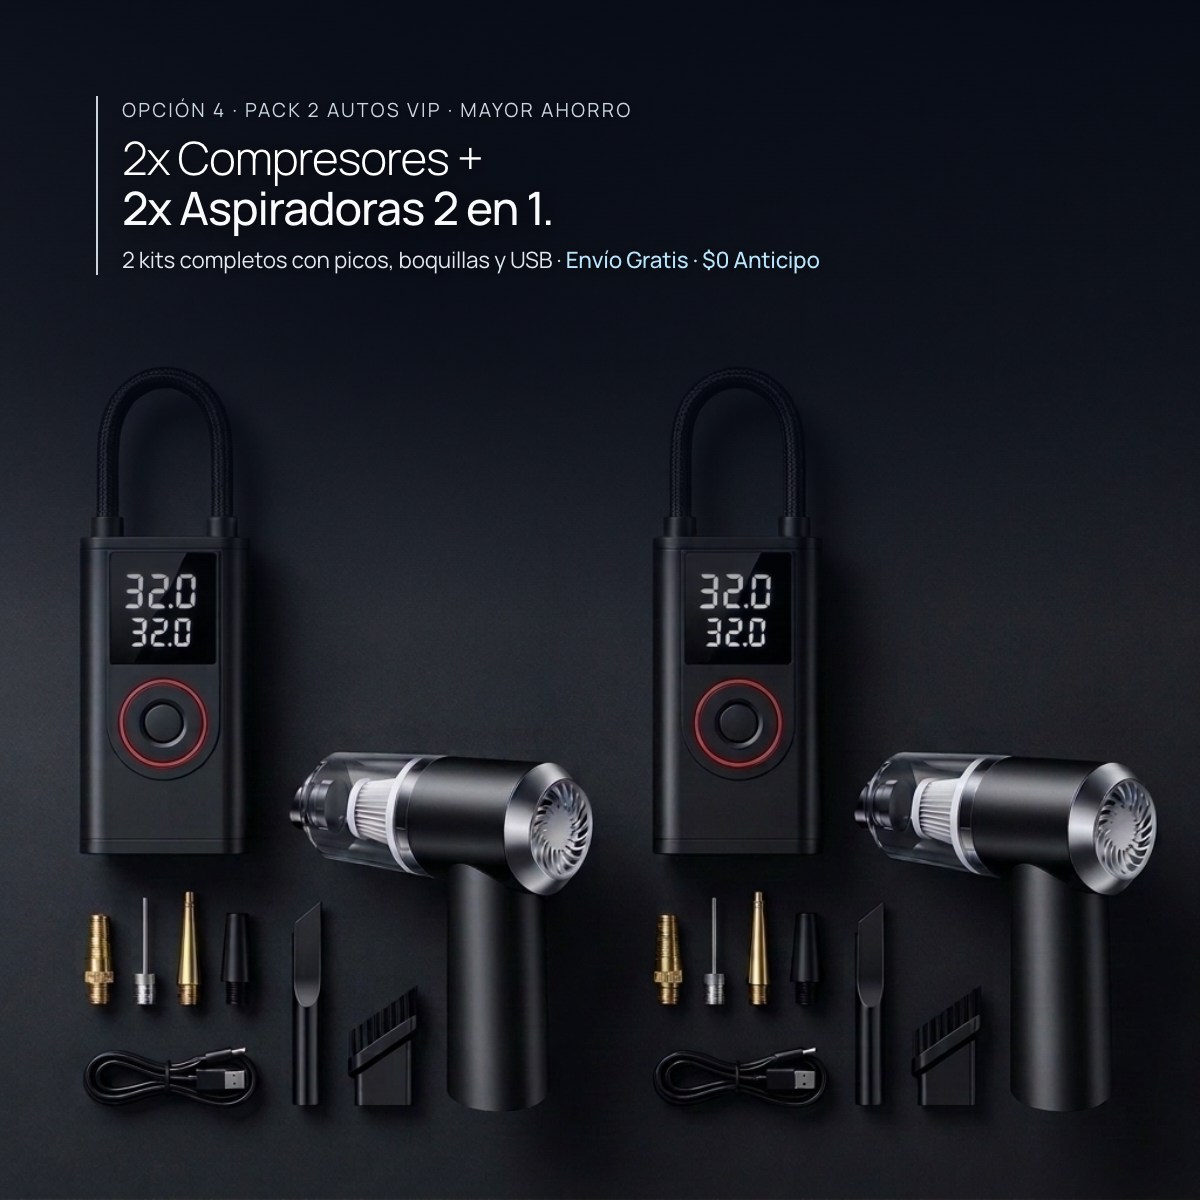 OPCIÓN 4 · PACK 2 AUTOS VIP · MAYOR AHORRO
2x Compresores +
2x Aspiradoras 2 en 1.
2 kits completos con picos, boquillas y USB · Envío Gratis · $0 Anticipo
32.0
32.0
32.0
32.0